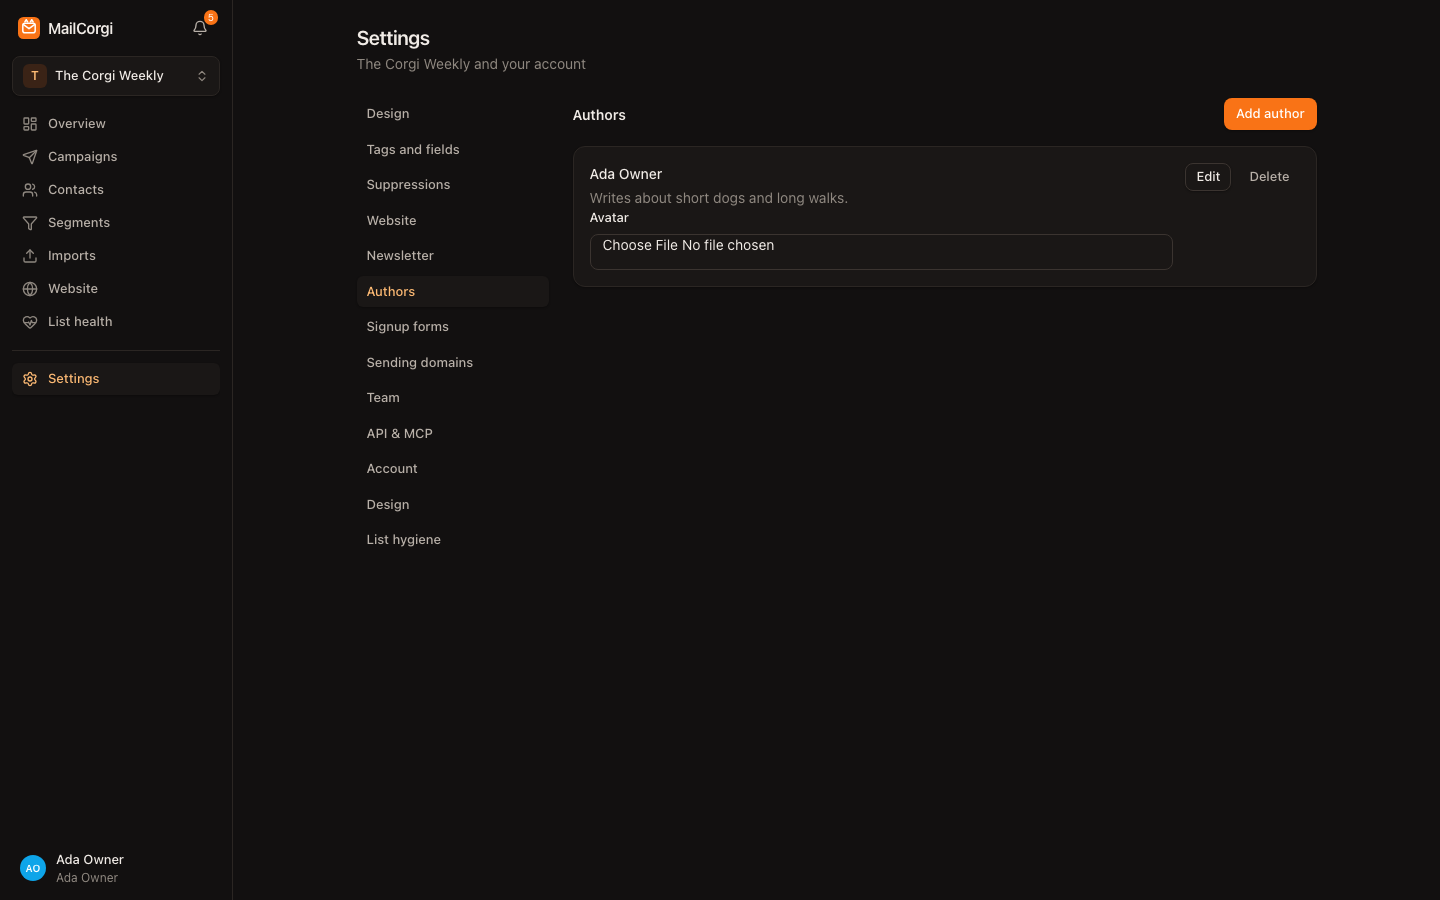 MailCorgi
5
T The Corgi Weekly
Overview
Campaigns
Contacts
Segments
Imports
Website
List health
Settings
Ada Owner
AO
Ada Owner
Settings
The Corgi Weekly and your account
Design
Tags and fields
Suppressions
Website
Newsletter
Authors
Signup forms
Sending domains
Team
API & MCP
Account
Design
List hygiene
Authors
Add author
Ada Owner
Edit
Delete
Writes about short dogs and long walks.
Avatar
Choose File No file chosen